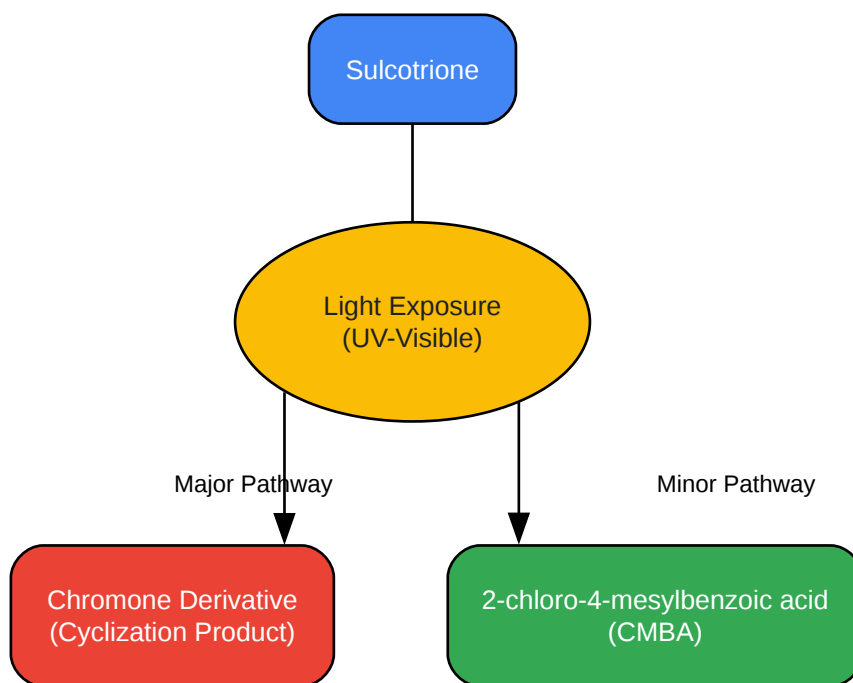 Sulcotrione
Light Exposure
(UV-Visible)
Major Pathway
Minor Pathway
Chromone Derivative
(Cyclization Product)
2-chloro-4-mesylbenzoic acid
(CMBA)